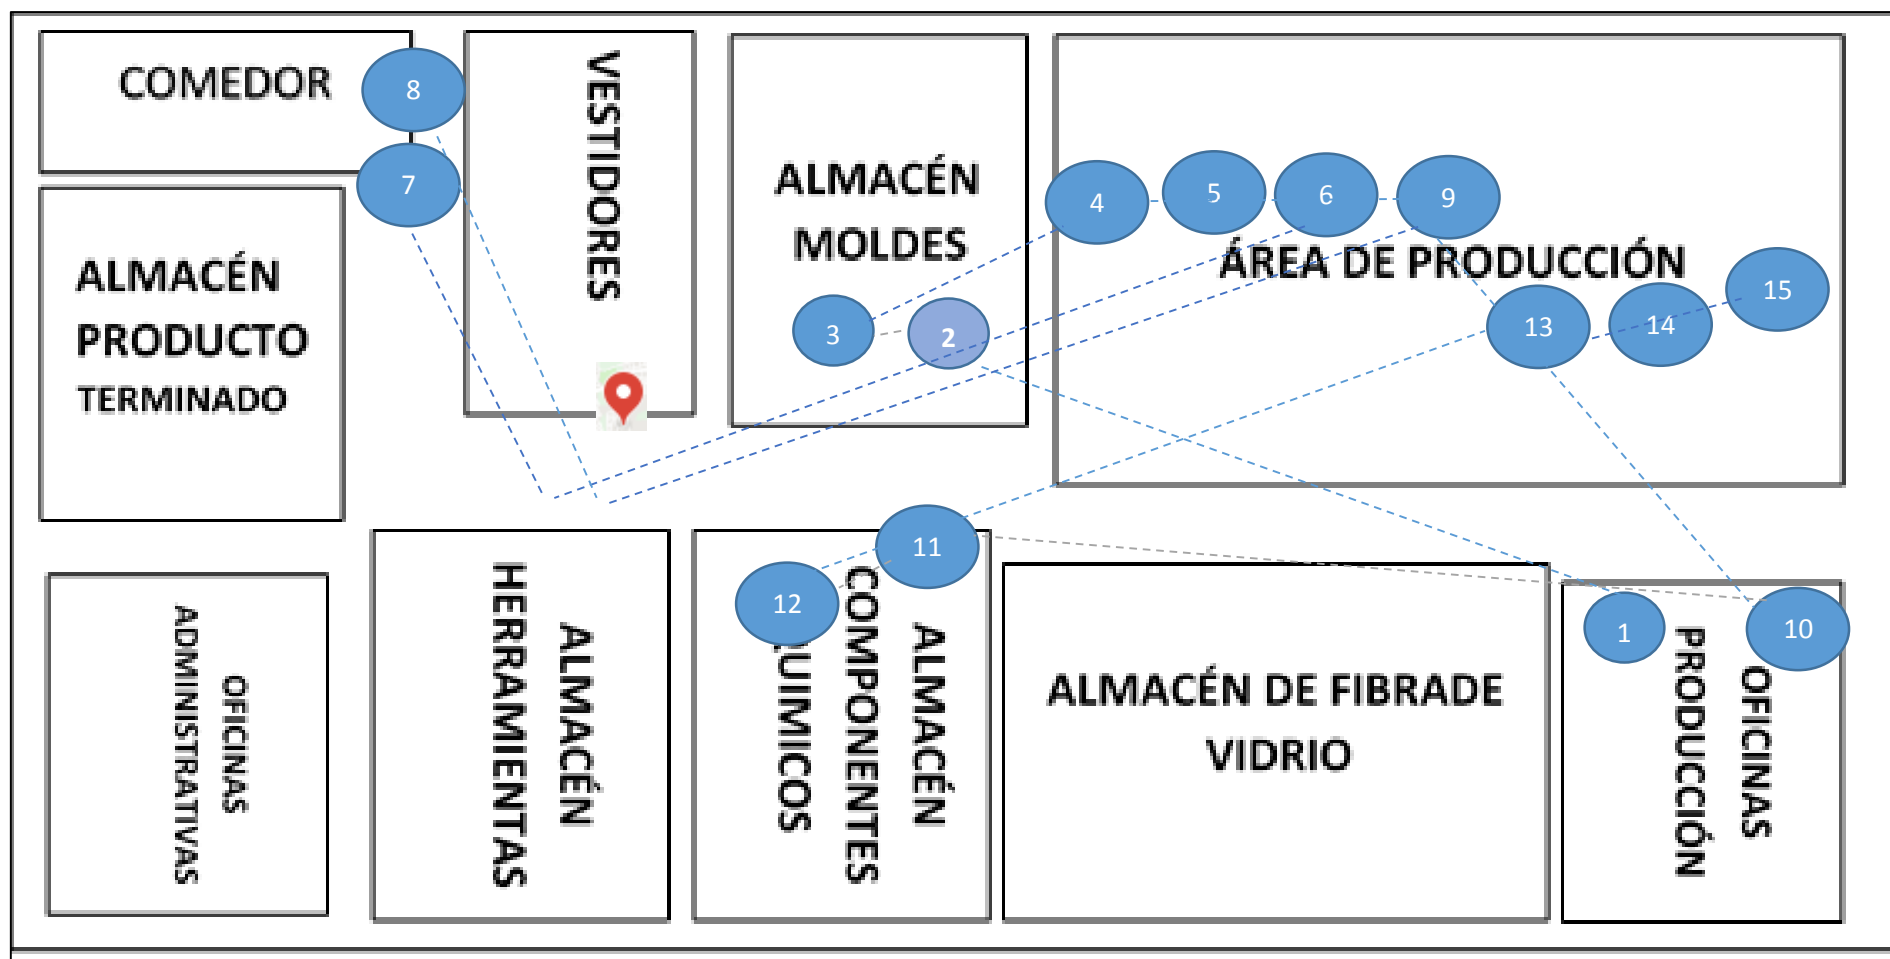 COMEDOR
8
7
ALMACÉN
PRODUCTO
TERMINADO
VESTIDORES
ALMACÉN
MOLDES
3
2
4
5
6
9
ÁREA DE PRODUCCIÓN
13
14
15
OFICINAS
ADMINISTRATIVAS
ALMACÉN
HERRAMIENTAS
11
12
ALMACÉN
COMPONENTES
UIMICOS
ALMACÉN DE FIBRADE
VIDRIO
1
10
OFICINAS
PRODUCCIÓN